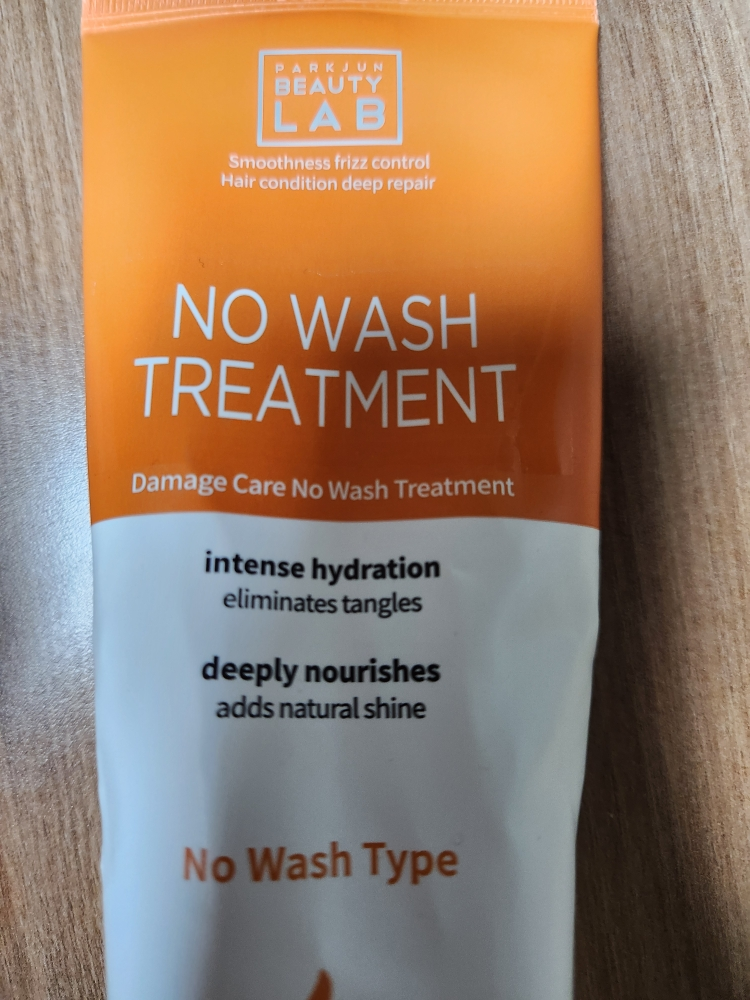 PARKJUN
BEAUTY
LAB
Smoothness frizz control
Hair condition deep repair
NO WASH
TREATMENT
Damage Care No Wash Treatment
intense hydration
eliminates tangles
deeply nourishes
adds natural shine
No Wash Type